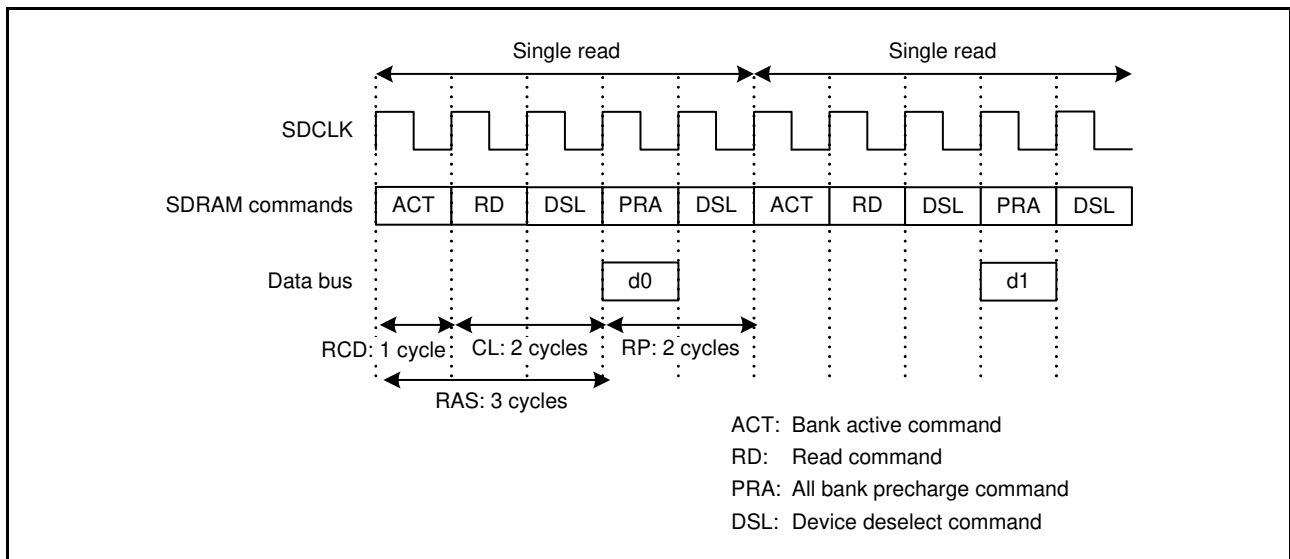 Single read Single read
SDCLK
SDRAM commands ACT RD DSL PRA DSL ACT RD DSL PRA DSL
Data bus d0 d1
RCD: 1 cycle CL: 2 cycles RP: 2 cycles
RAS: 3 cycles
ACT: Bank active command
RD: Read command
PRA: All bank precharge command
DSL: Device deselect command